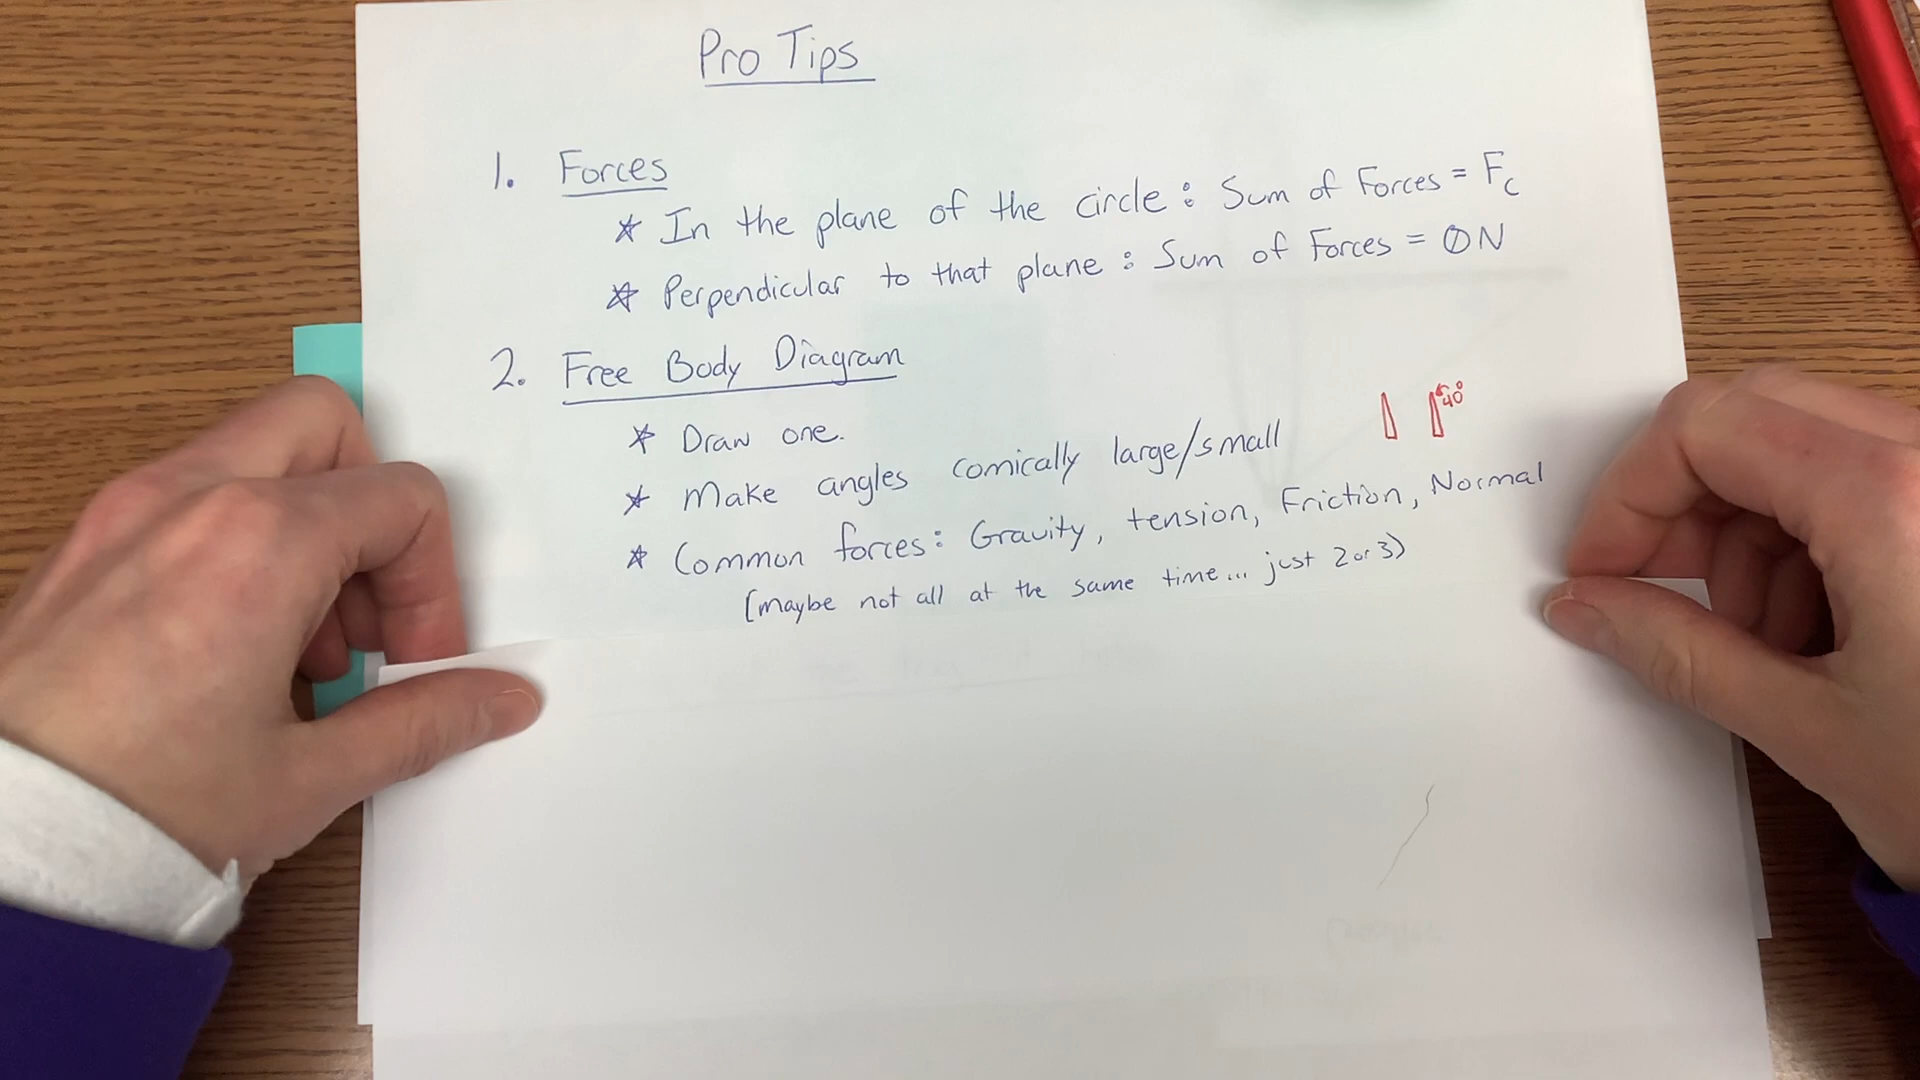 Pro Tips
1. Forces
* In the plane of the circle : Sum of Forces = Fc
* Perpendicular to that plane : Sum of Forces = 0 N
2. Free Body Diagram
* Draw one.
* Make angles comically large/small
40°
* Common forces: Gravity, tension, Friction, Normal
(maybe not all at the same time... just 2 or 3)